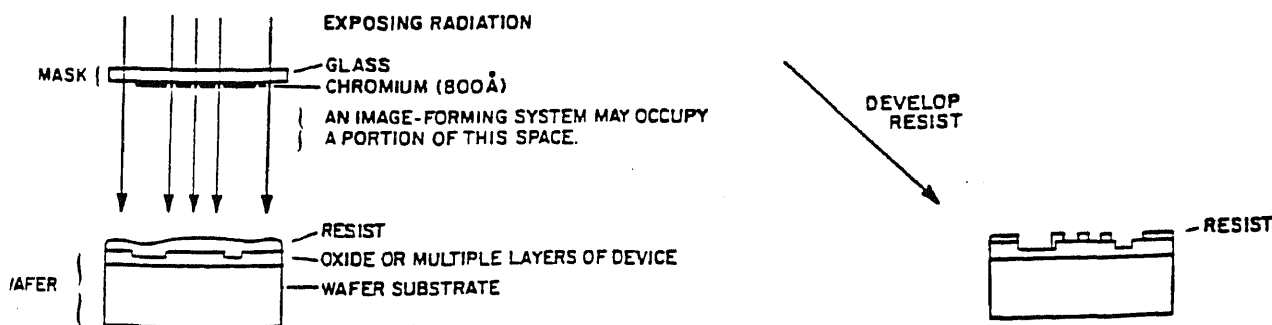 EXPOSING RADIATION
MASK
GLASS
CHROMIUM (800Å)
AN IMAGE-FORMING SYSTEM MAY OCCUPY
A PORTION OF THIS SPACE.
DEVELOP
RESIST
RESIST
OXIDE OR MULTIPLE LAYERS OF DEVICE
/AFER
WAFER SUBSTRATE
RESIST